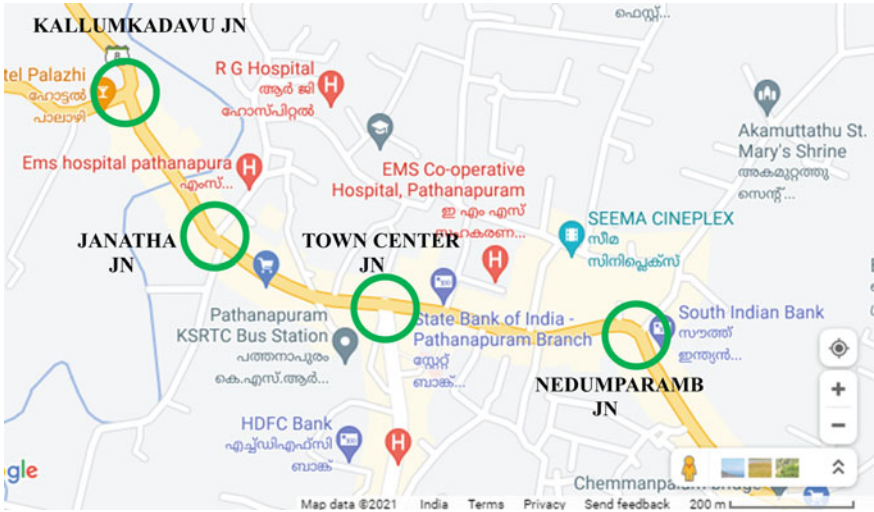 KALLUMKADAVU JN
8
ഫെസ്റ്റ്...
tel Palazhi
ഹോട്ടൽ
പാലാഴി
R G Hospital
ആർ ജി
ഹോസ്പിറ്റൽ
Akamuttathu St.
Mary's Shrine
അകമുറ്റത്തു
സെന്റ്...
Ems hospital pathanapura
എംസ്...
EMS Co-operative
Hospital, Pathanapuram
ഇ എം എസ്
സഹകരണ...
SEEMA CINEPLEX
സീമ
സിനിപ്ലെക്സ്
JANATHA
JN
TOWN CENTER
JN
Pathanapuram
KSRTC Bus Station
പത്തനാപുരം
കെ.എസ്.ആർ...
State Bank of India -
Pathanapuram Branch
സ്റ്റേറ്റ്
ബാങ്ക്...
South Indian Bank
സൗത്ത്
ഇന്ത്യൻ...
NEDUMPARAMB
JN
HDFC Bank
എച്ച്ഡിഎഫ്സി
ബാങ്ക്
gle
Chemmanpalam bridge
Map data ©2021 India Terms Privacy Send feedback 200 m